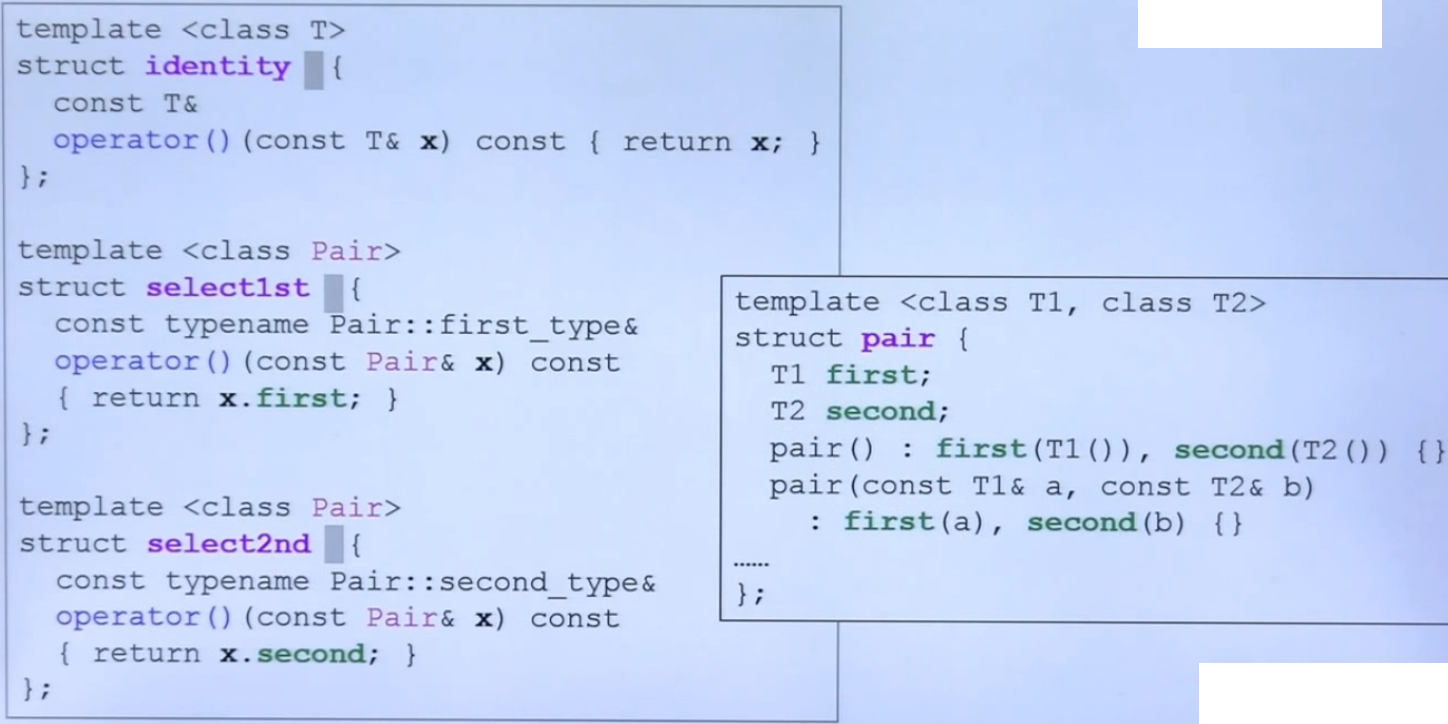 template <class T>
struct identity {
const T&
operator()(const T& x) const { return x; }
};
template <class Pair>
struct select1st {
const typename Pair::first_type&
operator()(const Pair& x) const
{ return x.first; }
};
template <class Pair>
struct select2nd {
const typename Pair::second_type&
operator()(const Pair& x) const
{ return x.second; }
};
template <class T1, class T2>
struct pair {
T1 first;
T2 second;
pair() : first(T1()), second(T2()) {}
pair(const T1& a, const T2& b)
: first(a), second(b) {}
......
};